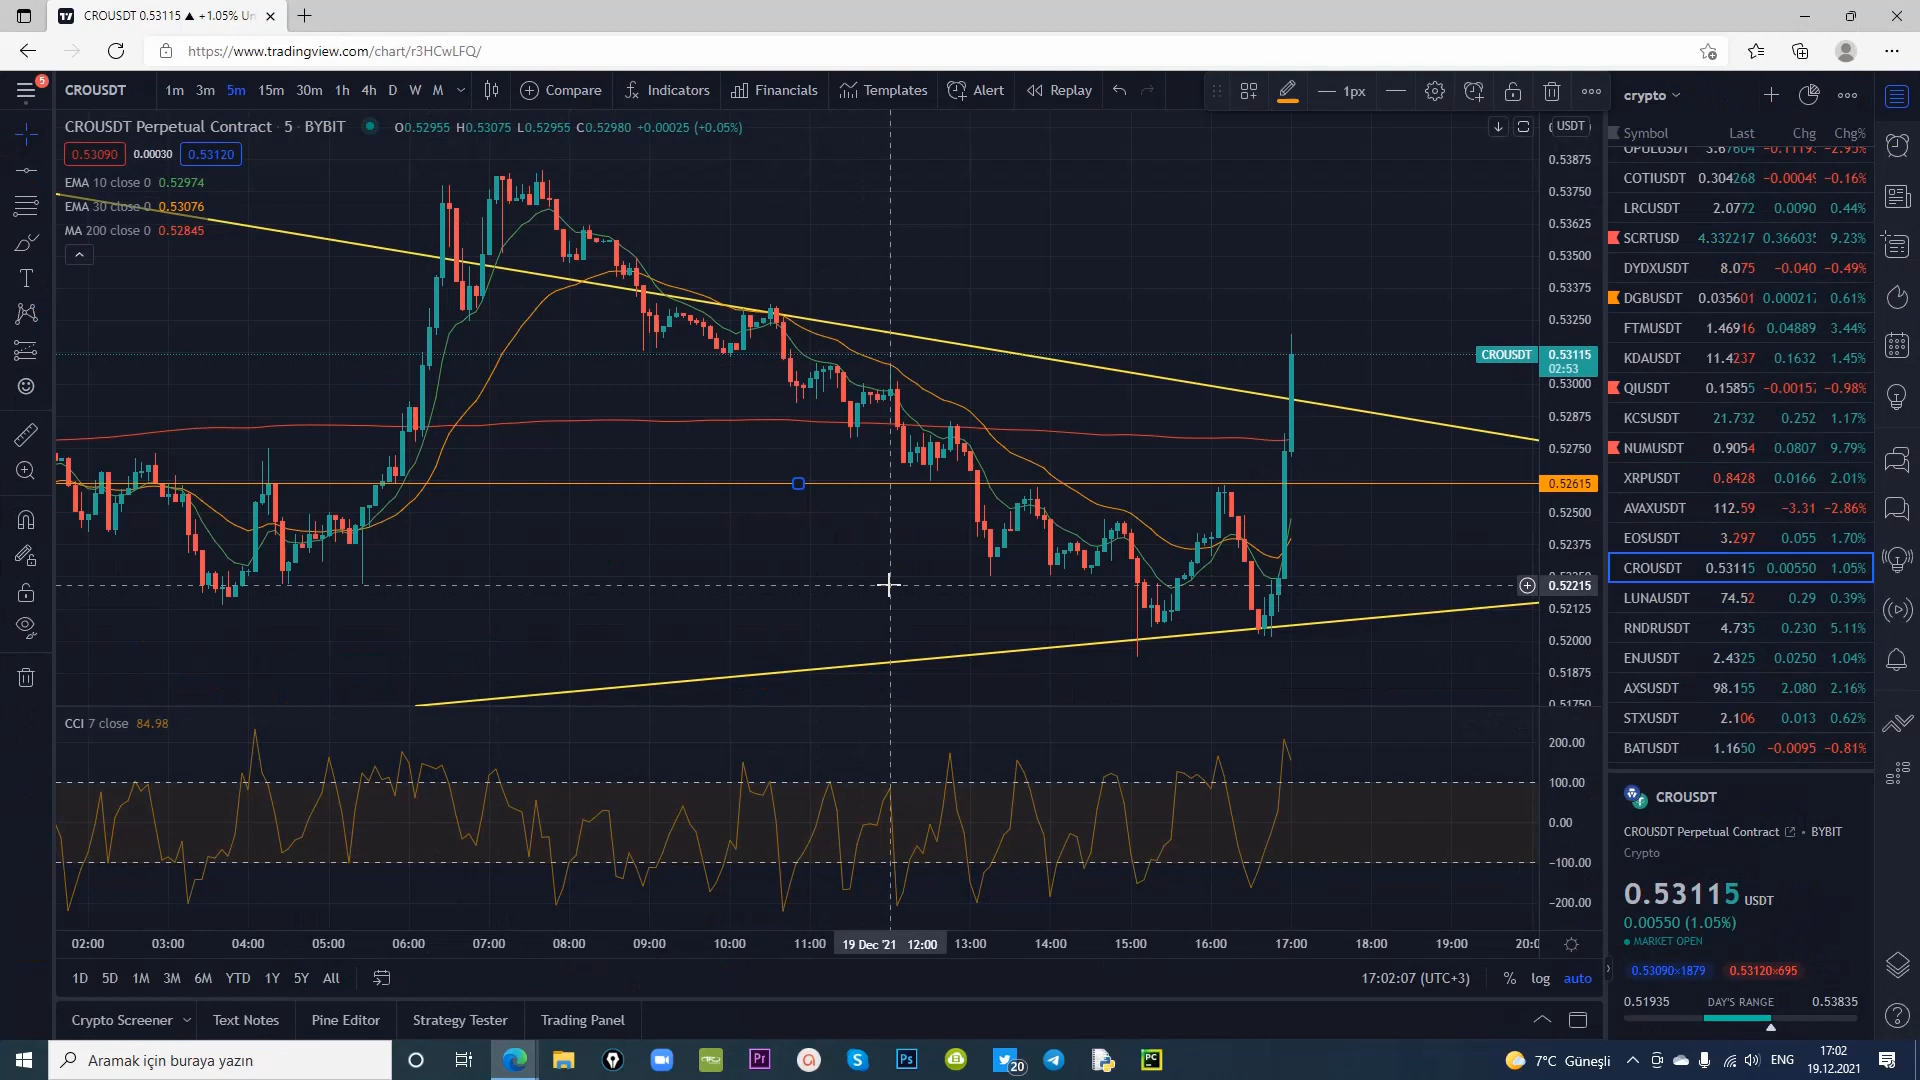 CROUSDT 0.53115 ▲ +1.05% Un
https://www.tradingview.com/chart/r3HCwLFQ/
5
CROUSDT 1m 3m 5m 15m 30m 1h 4h D W M Compare Indicators Financials Templates Alert Replay 1px
CROUSDT Perpetual Contract · 5 · BYBIT O0.52955 H0.53075 L0.52955 C0.52980 +0.00025 (+0.05%)
0.53090 0.00030 0.53120
EMA 10 close 0 0.52974
EMA 30 close 0 0.53076
MA 200 close 0 0.52845
USDT
0.53875
0.53750
0.53625
0.53500
0.53375
0.53250
CROUSDT 0.53115
02:53
0.53000
0.52875
0.52750
0.52615
0.52500
0.52375
0.52215
0.52125
0.52000
0.51875
0.51750
CCI 7 close 84.98
200.00
100.00
0.00
−100.00
−200.00
02:00 03:00 04:00 05:00 06:00 07:00 08:00 09:00 10:00 11:00 19 Dec '21 12:00 13:00 14:00 15:00 16:00 17:00 18:00 19:00 20:0
1D 5D 1M 3M 6M YTD 1Y 5Y All 17:02:07 (UTC+3) % log auto
Crypto Screener Text Notes Pine Editor Strategy Tester Trading Panel
crypto
Symbol Last Chg Chg%
COTIUSDT 0.304268 −0.00049 −0.16%
LRCUSDT 2.0772 0.0090 0.44%
SCRTUSD 4.332217 0.366035 9.23%
DYDXUSDT 8.075 −0.040 −0.49%
DGBUSDT 0.035601 0.000217 0.61%
FTMUSDT 1.46916 0.04889 3.44%
KDAUSDT 11.4237 0.1632 1.45%
QIUSDT 0.15855 −0.00157 −0.98%
KCSUSDT 21.732 0.252 1.17%
NUMUSDT 0.9054 0.0807 9.79%
XRPUSDT 0.8428 0.0166 2.01%
AVAXUSDT 112.59 −3.31 −2.86%
EOSUSDT 3.297 0.055 1.70%
CROUSDT 0.53115 0.00550 1.05%
LUNAUSDT 74.52 0.29 0.39%
RNDRUSDT 4.735 0.230 5.11%
ENJUSDT 2.4325 0.0250 1.04%
AXSUSDT 98.155 2.080 2.16%
STXUSDT 2.106 0.013 0.62%
BATUSDT 1.1650 −0.0095 −0.81%
CROUSDT
CROUSDT Perpetual Contract • BYBIT
Crypto
0.53115 USDT
0.00550 (1.05%)
MARKET OPEN
0.53090×1879 0.53120×695
0.51935 DAY'S RANGE 0.53835
Aramak için buraya yazın
Pr
Ps
20
PC
7°C Güneşli
ENG
17:02
19.12.2021